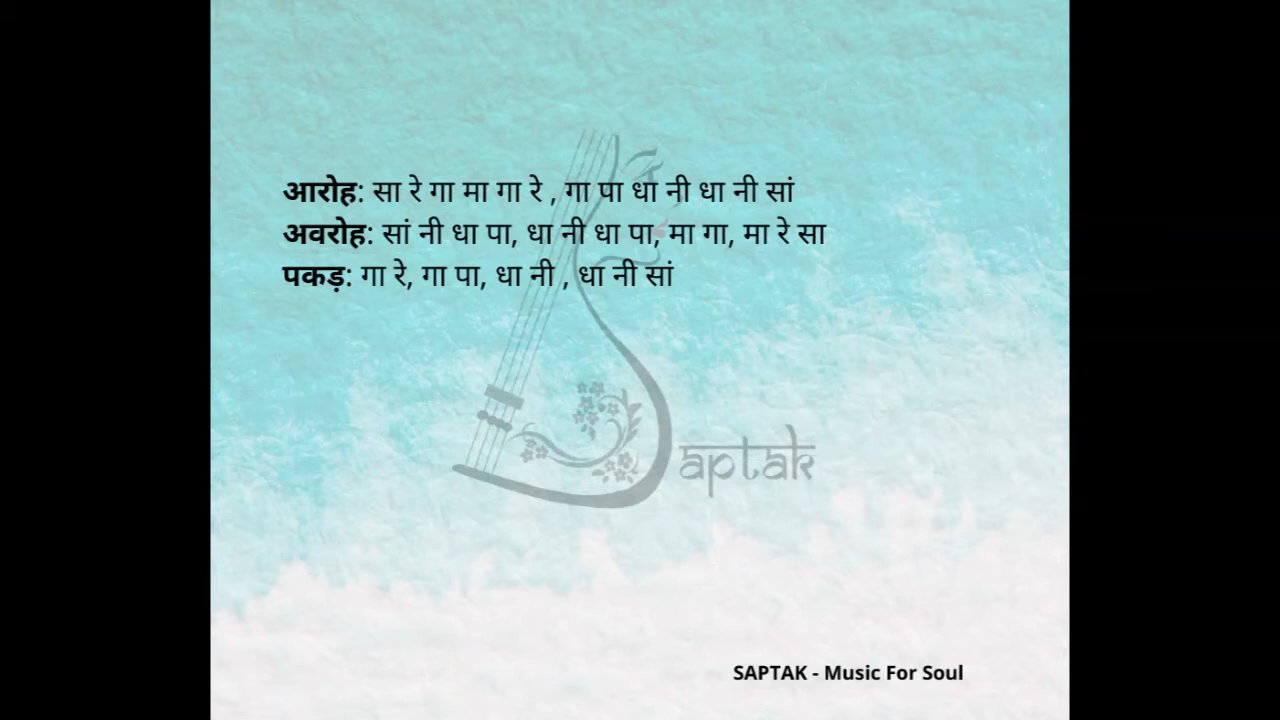 आरोह: सा रे गा मा गा रे , गा पा धा नी धा नी सां
अवरोह: सां नी धा पा, धा नी धा पा, मा गा, मा रे सा
पकड़: गा रे, गा पा, धा नी , धा नी सां
Saptak
SAPTAK - Music For Soul